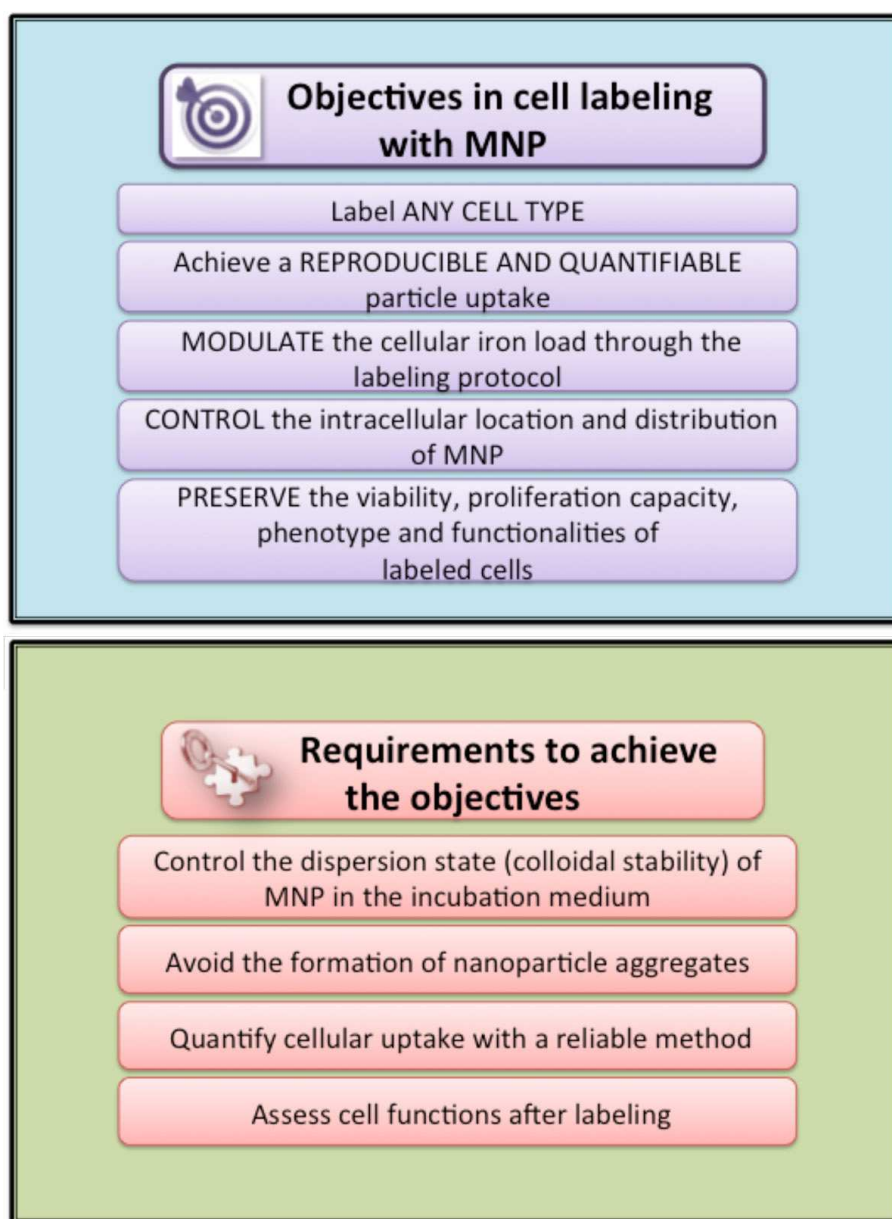 Objectives in cell labeling
with MNP
Label ANY CELL TYPE
Achieve a REPRODUCIBLE AND QUANTIFIABLE
particle uptake
MODULATE the cellular iron load through the
labeling protocol
CONTROL the intracellular location and distribution
of MNP
PRESERVE the viability, proliferation capacity,
phenotype and functionalities of
labeled cells
Requirements to achieve
the objectives
Control the dispersion state (colloidal stability) of
MNP in the incubation medium
Avoid the formation of nanoparticle aggregates
Quantify cellular uptake with a reliable method
Assess cell functions after labeling